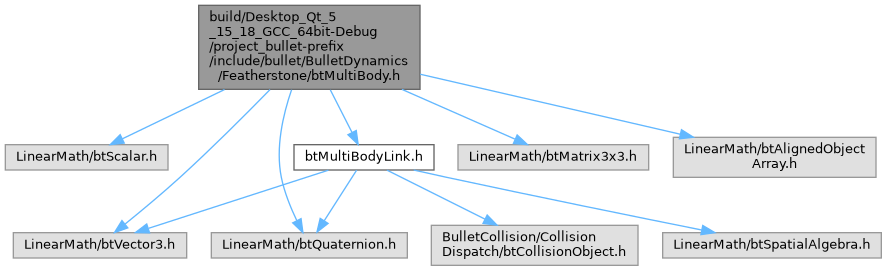 build/Desktop_Qt_5
_15_18_GCC_64bit-Debug
/project_bullet-prefix
/include/bullet/BulletDynamics
/Featherstone/btMultiBody.h
LinearMath/btScalar.h
btMultiBodyLink.h
LinearMath/btMatrix3x3.h
LinearMath/btAlignedObject
Array.h
LinearMath/btVector3.h
LinearMath/btQuaternion.h
BulletCollision/Collision
Dispatch/btCollisionObject.h
LinearMath/btSpatialAlgebra.h